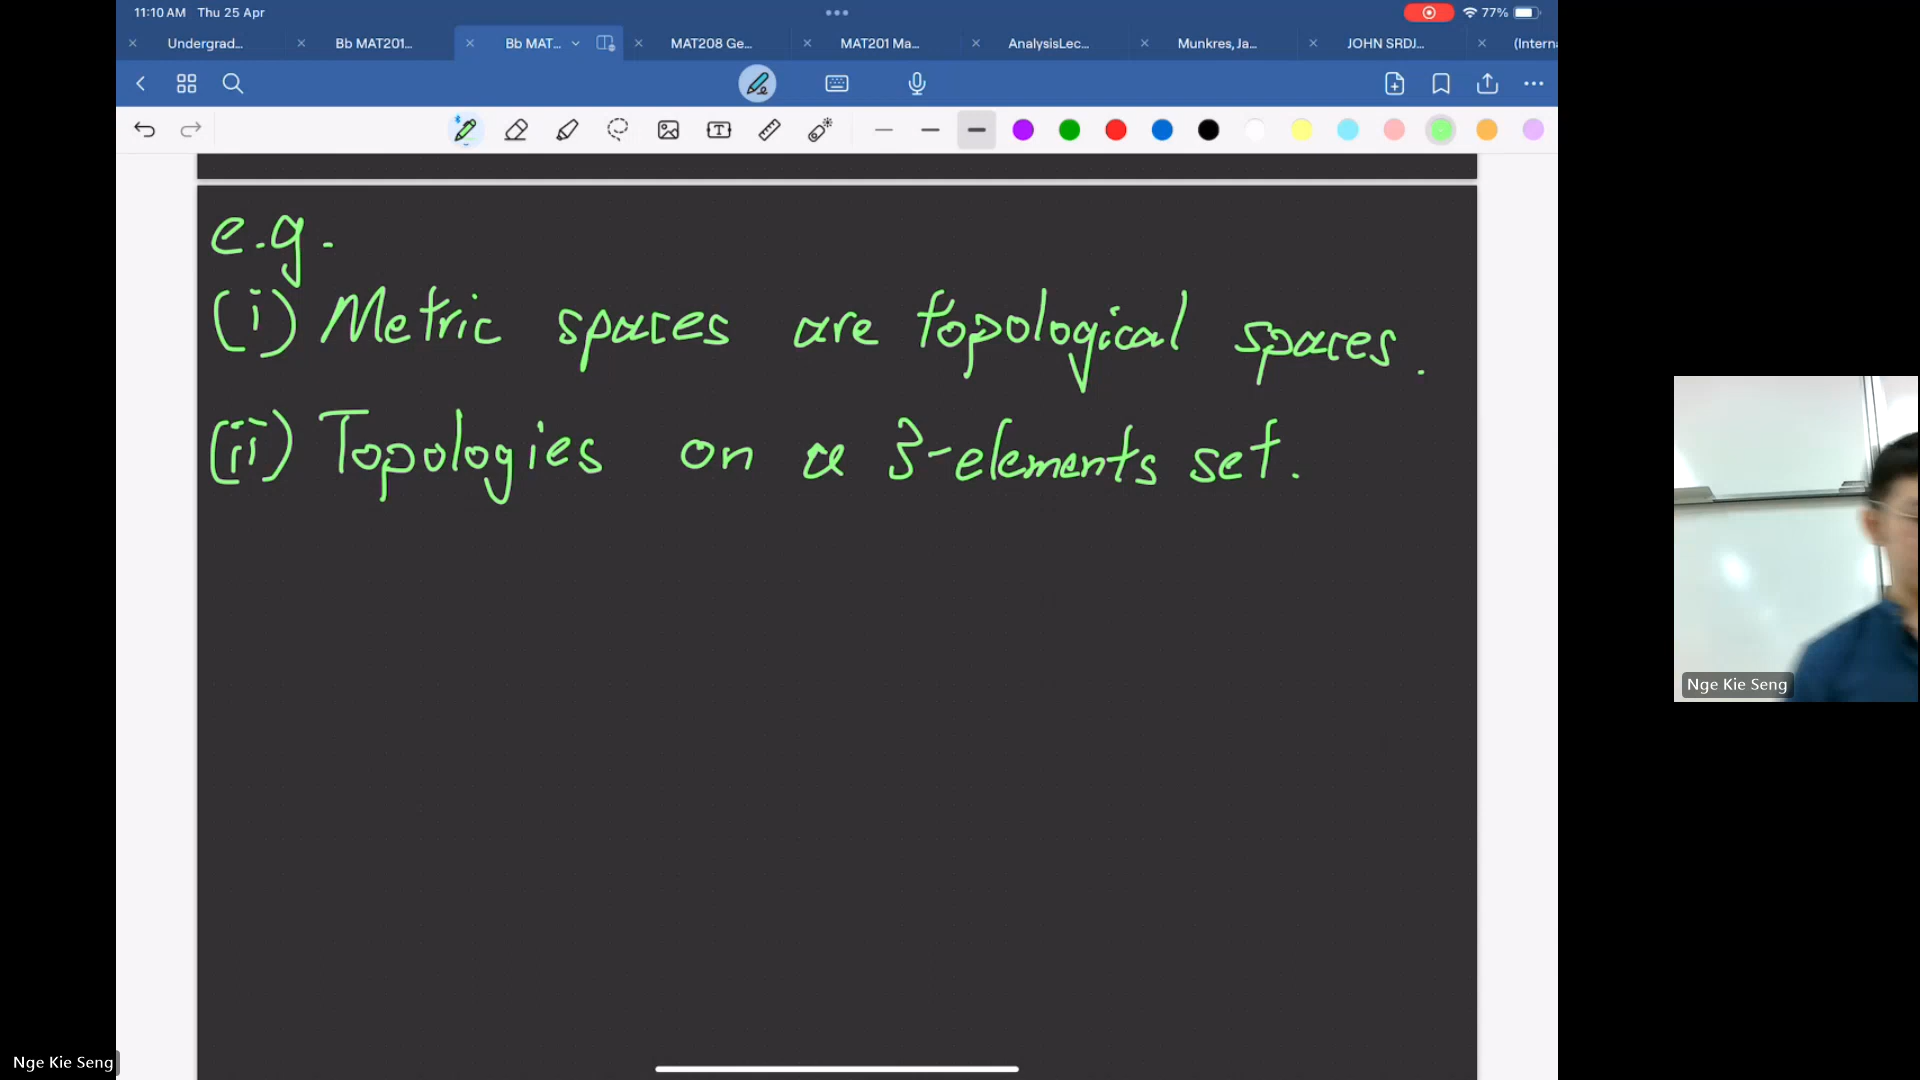 11:10 AM Thu 25 Apr
77%
Undergrad...
Bb MAT201...
Bb MAT...
MAT208 Ge...
MAT201 Ma...
AnalysisLec...
Munkres, Ja...
JOHN SRDJ...
(Intern
e.g.
(i) Metric spaces are topological spaces.
(ii) Topologies on a 3-elements set.
Nge Kie Seng
Nge Kie Seng